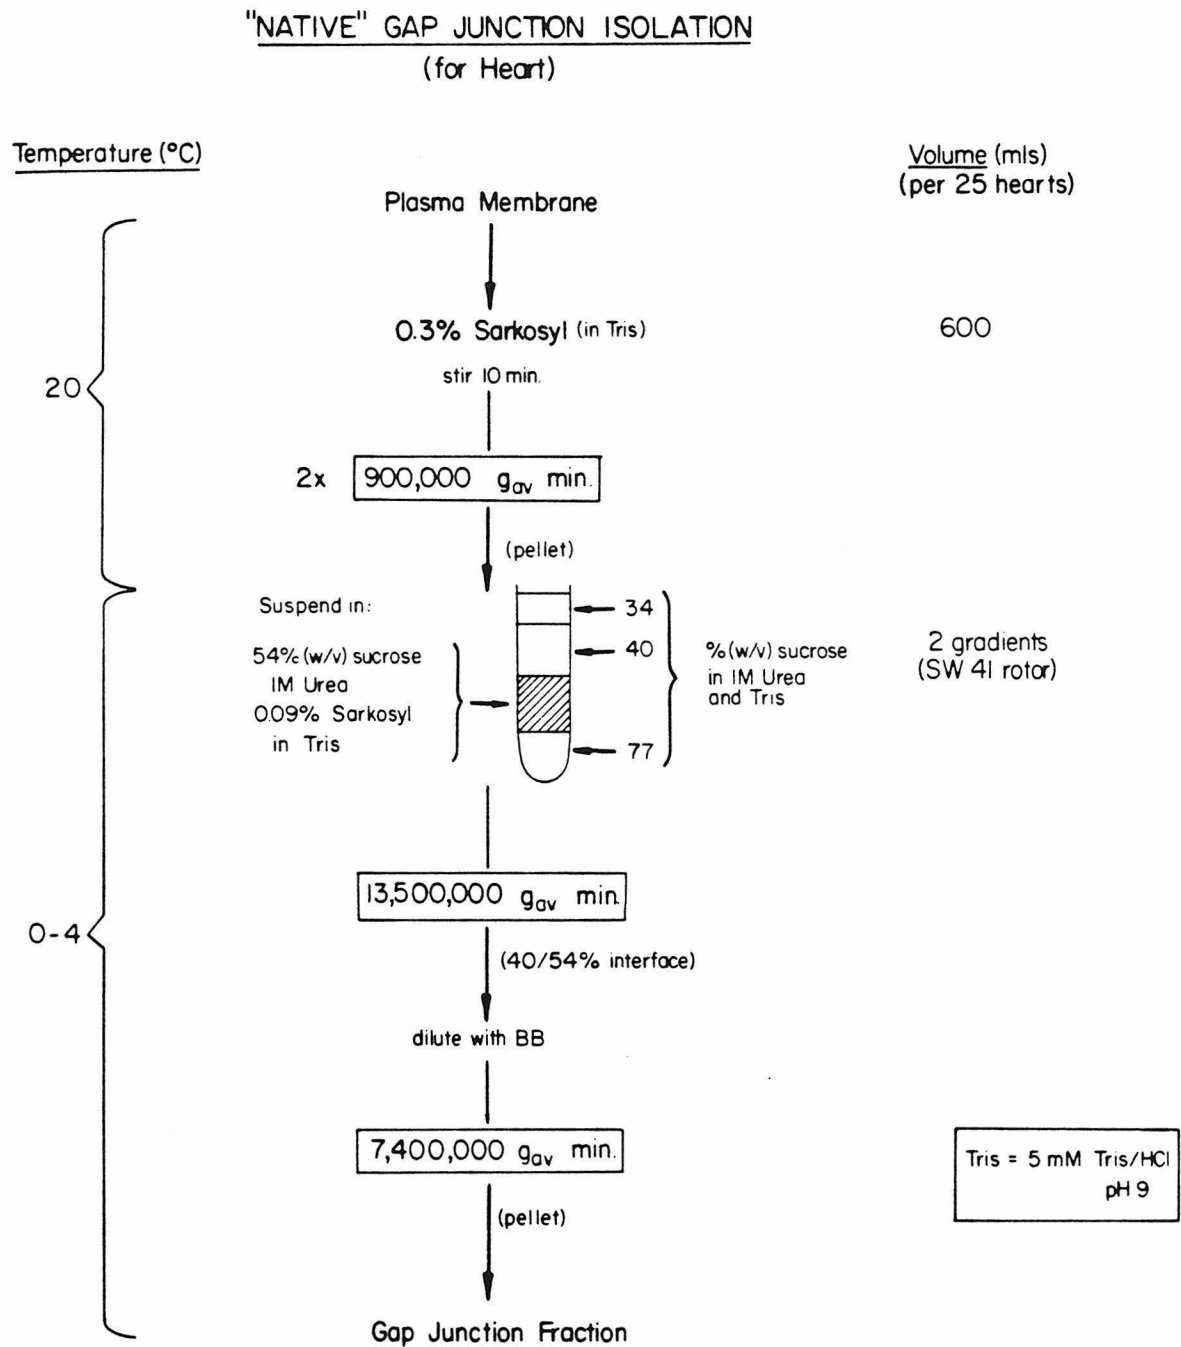 "NATIVE" GAP JUNCTION ISOLATION
(for Heart)
Temperature (°C)
Volume (mls)
(per 25 hearts)
Plasma Membrane
0.3% Sarkosyl (in Tris)
600
stir 10 min.
20
2x 900,000 gav min.
(pellet)
Suspend in:
54% (w/v) sucrose
1M Urea
0.09% Sarkosyl
in Tris
34
40
77
% (w/v) sucrose
in 1M Urea
and Tris
2 gradients
(SW 41 rotor)
13,500,000 gav min.
0-4
(40/54% interface)
dilute with BB
7,400,000 gav min.
(pellet)
Tris = 5 mM Tris/HCl
pH 9
Gap Junction Fraction